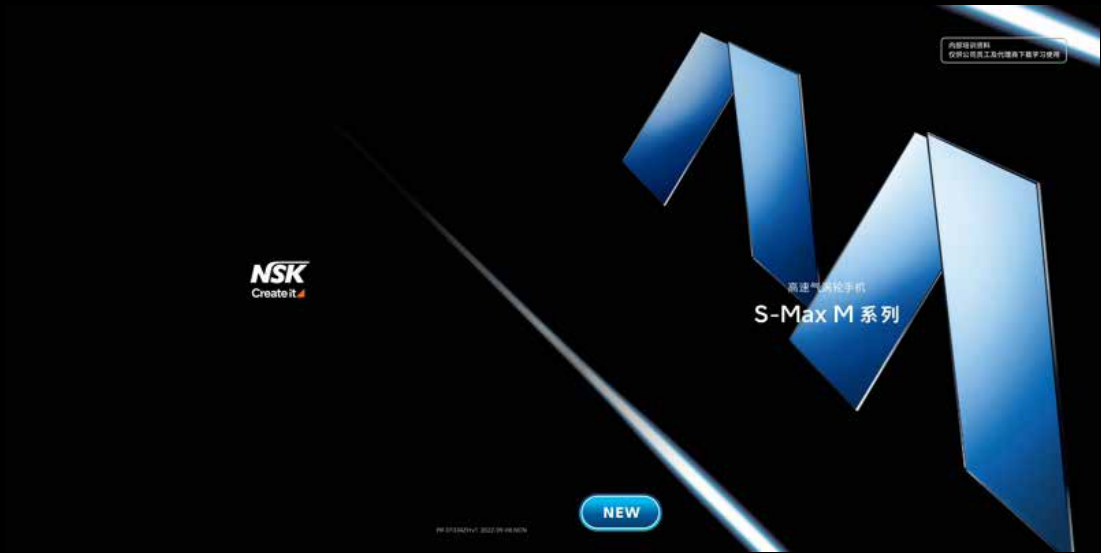 内部培训资料
仅供公司员工及代理商下载学习使用
NSK
Create it
高速气涡轮手机
S-Max M 系列
NEW